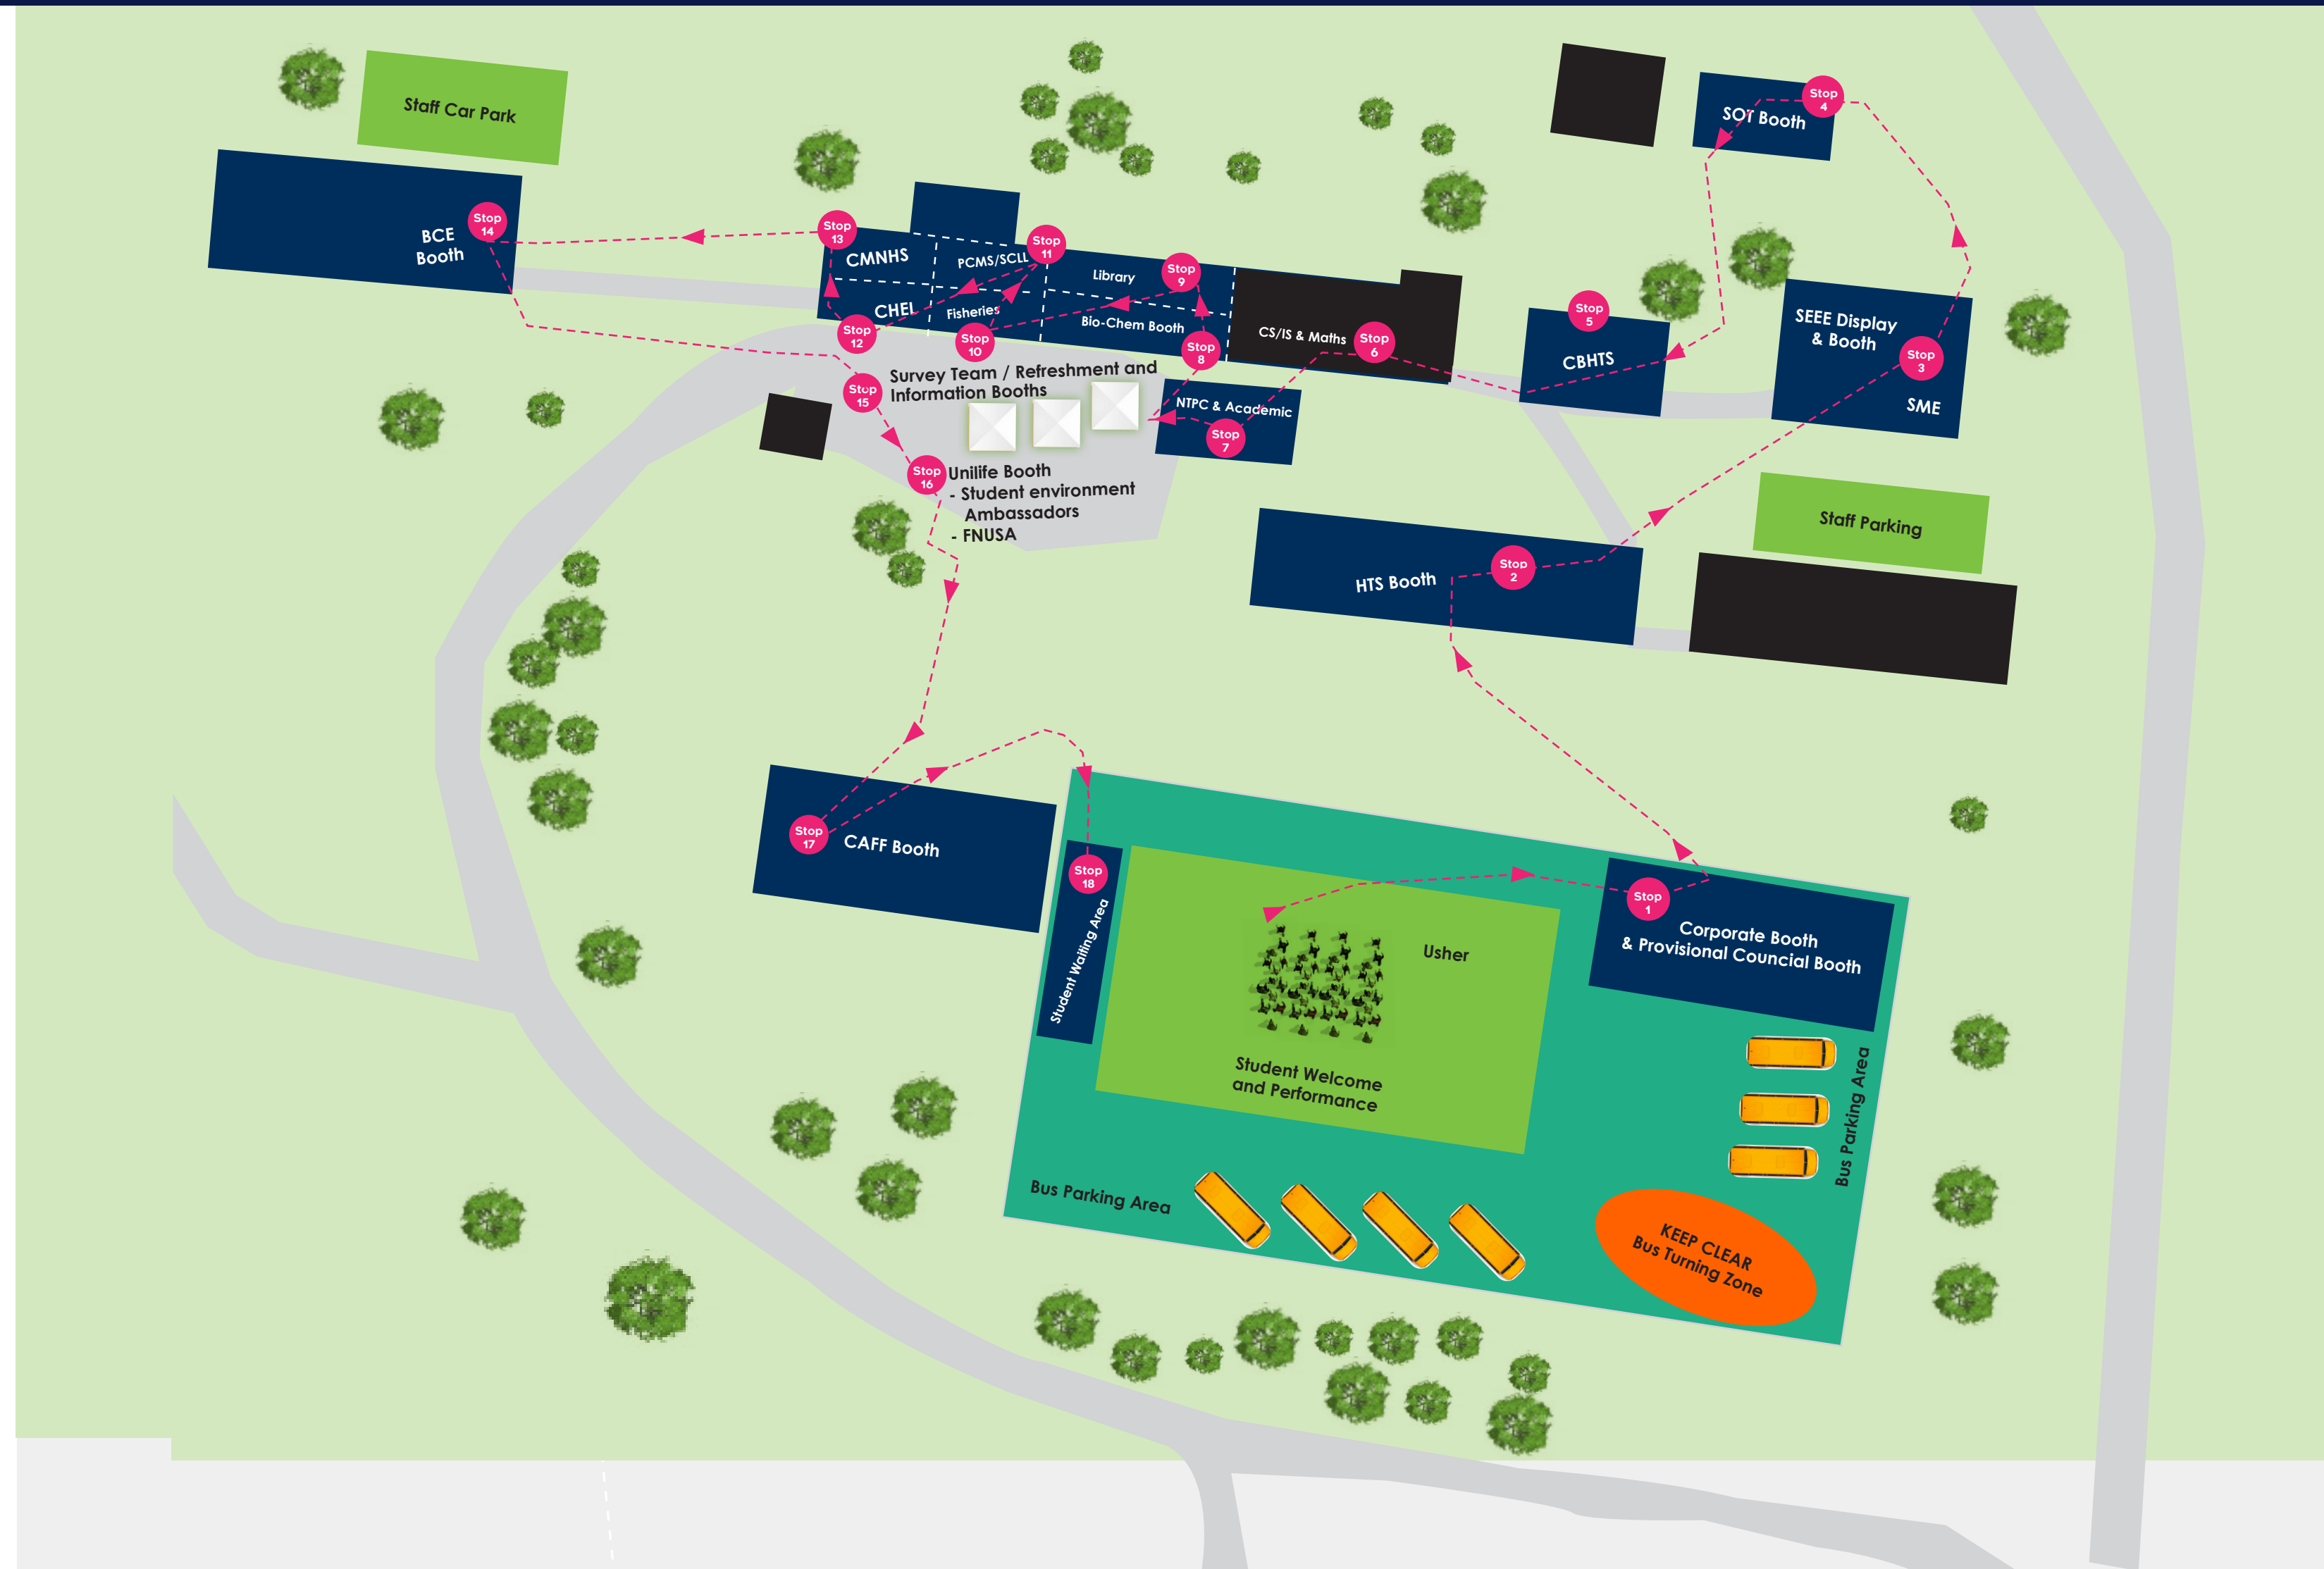 Staff Car Park
Stop
14
BCE
Booth
Stop
13
CMNHS
CHEL
Stop
12
PCMS/SCLL
Stop
11
Fisheries
Stop
10
Library
Stop
9
Bio-Chem Booth
Stop
8
CS/IS & Maths
Stop
6
Stop
5
CBHTS
SOT Booth
Stop
4
SEEE Display
& Booth
Stop
3
SME
NTPC & Academic
Stop
7
Survey Team / Refreshment and
Information Booths
Stop
15
Stop
16
Unilife Booth
- Student environment
Ambassadors
- FNUSA
HTS Booth
Stop
2
Staff Parking
Stop
17
CAFF Booth
Stop
18
Student Waiting Area
Usher
Student Welcome
and Performance
Stop
1
Corporate Booth
& Provisional Councial Booth
Bus Parking Area
Bus Parking Area
KEEP CLEAR
Bus Turning Zone